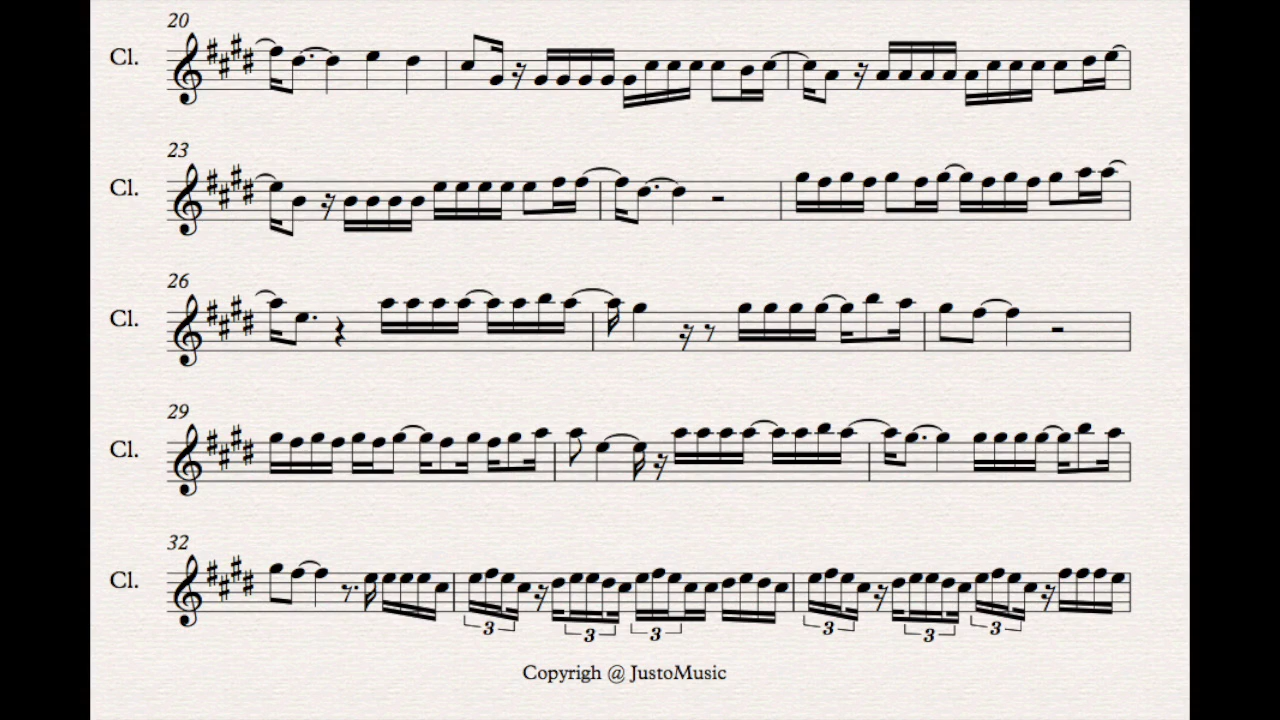 20
Cl.
23
Cl.
26
Cl.
29
Cl.
32
Cl.
3 3 3 3 3 3
Copyrigh @ JustoMusic